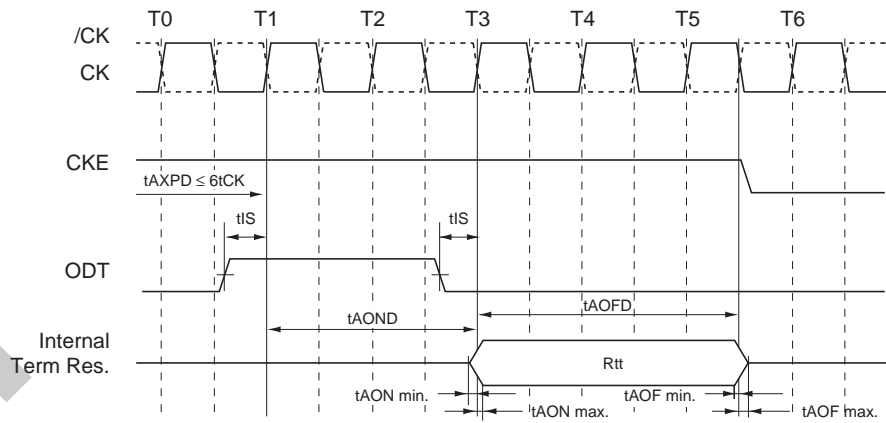 T0 T1 T2 T3 T4 T5 T6
/CK
CK
CKE
tAXPD ≤ 6tCK
tIS tIS
ODT
tAOND tAOFD
Internal
Term Res.
Rtt
tAON min. tAOF min.
tAON max. tAOF max.